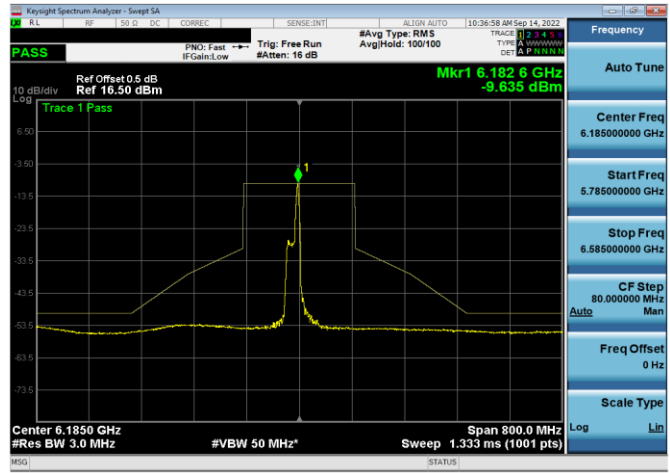 Keysight Spectrum Analyzer - Swept SA
RL RF 50 Ω DC CORREC SENSE:INT ALIGN AUTO 10:36:58 AM Sep 14, 2022
PASS
PNO: Fast
IFGain:Low
Trig: Free Run
#Atten: 16 dB
#Avg Type: RMS
Avg|Hold: 100/100
TRACE 1 2 3 4 5 6
TYPE A WWWWW
DET A P N N N N
Ref Offset 0.5 dB
10 dB/div Ref 16.50 dBm
Log
Mkr1 6.182 6 GHz
-9.635 dBm
Trace 1 Pass
1
6.50
-3.50
-13.5
-23.5
-33.5
-43.5
-53.5
-63.5
-73.5
Center 6.1850 GHz
#Res BW 3.0 MHz
#VBW 50 MHz*
Span 800.0 MHz
Sweep 1.333 ms (1001 pts)
MSG
STATUS
Frequency
Auto Tune
Center Freq
6.185000000 GHz
Start Freq
5.785000000 GHz
Stop Freq
6.585000000 GHz
CF Step
80.000000 MHz
Auto Man
Freq Offset
0 Hz
Scale Type
Log Lin